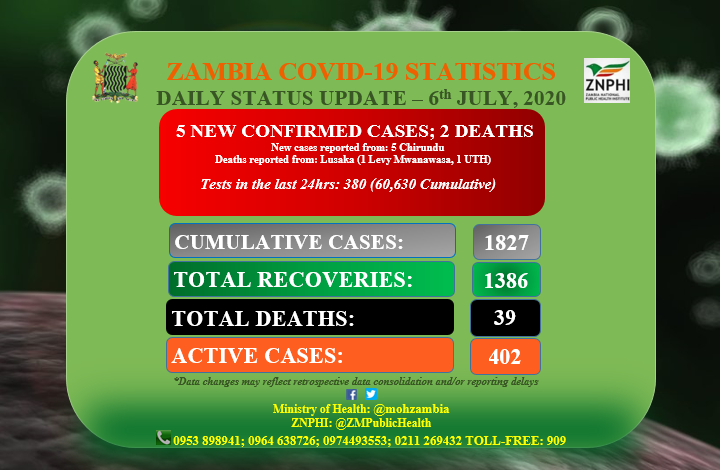 ZAMBIA COVID-19 STATISTICS
DAILY STATUS UPDATE – 6th JULY, 2020
ZNPHI
ZAMBIA NATIONAL
PUBLIC HEALTH INSTITUTE
5 NEW CONFIRMED CASES; 2 DEATHS
New cases reported from: 5 Chirundu
Deaths reported from: Lusaka (1 Levy Mwanawasa, 1 UTH)
Tests in the last 24hrs: 380 (60,630 Cumulative)
CUMULATIVE CASES: 1827
TOTAL RECOVERIES: 1386
TOTAL DEATHS: 39
ACTIVE CASES: 402
*Data changes may reflect retrospective data consolidation and/or reporting delays
Ministry of Health: @mohzambia
ZNPHI: @ZMPublicHealth
0953 898941; 0964 638726; 0974493553; 0211 269432 TOLL-FREE: 909